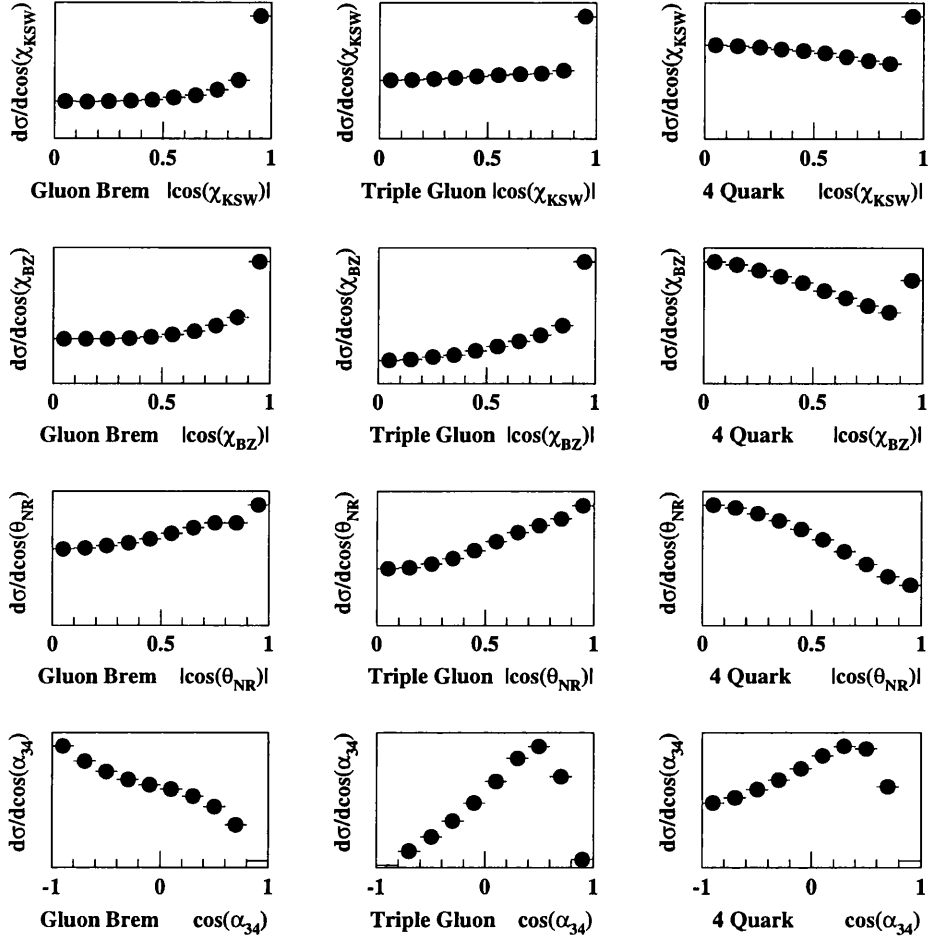 dσ/dcos(χKSW)
0 0.5 1
Gluon Brem |cos(χKSW)|
dσ/dcos(χKSW)
0 0.5 1
Triple Gluon |cos(χKSW)|
dσ/dcos(χKSW)
0 0.5 1
4 Quark |cos(χKSW)|
dσ/dcos(χBZ)
0 0.5 1
Gluon Brem |cos(χBZ)|
dσ/dcos(χBZ)
0 0.5 1
Triple Gluon |cos(χBZ)|
dσ/dcos(χBZ)
0 0.5 1
4 Quark |cos(χBZ)|
dσ/dcos(θNR)
0 0.5 1
Gluon Brem |cos(θNR)|
dσ/dcos(θNR)
0 0.5 1
Triple Gluon |cos(θNR)|
dσ/dcos(θNR)
0 0.5 1
4 Quark |cos(θNR)|
dσ/dcos(α34)
-1 0 1
Gluon Brem cos(α34)
dσ/dcos(α34)
-1 0 1
Triple Gluon cos(α34)
dσ/dcos(α34)
-1 0 1
4 Quark cos(α34)